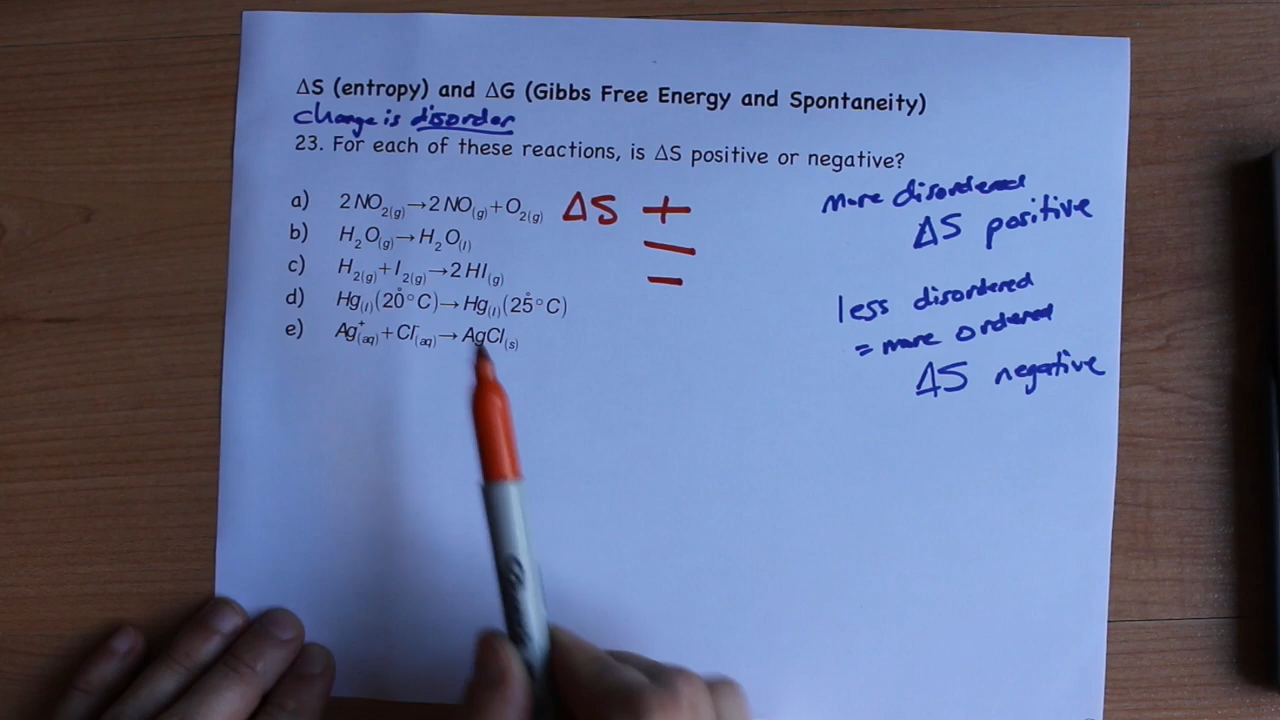 ΔS (entropy) and ΔG (Gibbs Free Energy and Spontaneity)
change is disorder
23. For each of these reactions, is ΔS positive or negative?
a) 2NO2(g)→2NO(g)+O2(g) ΔS +
b) H2O(g)→H2O(l) −
c) H2(g)+I2(g)→2HI(g) −
d) Hg(l)(20°C)→Hg(l)(25°C)
e) Ag+(aq)+Cl-(aq)→AgCl(s)
more disordered
ΔS positive
less disordered
= more ordered
ΔS negative